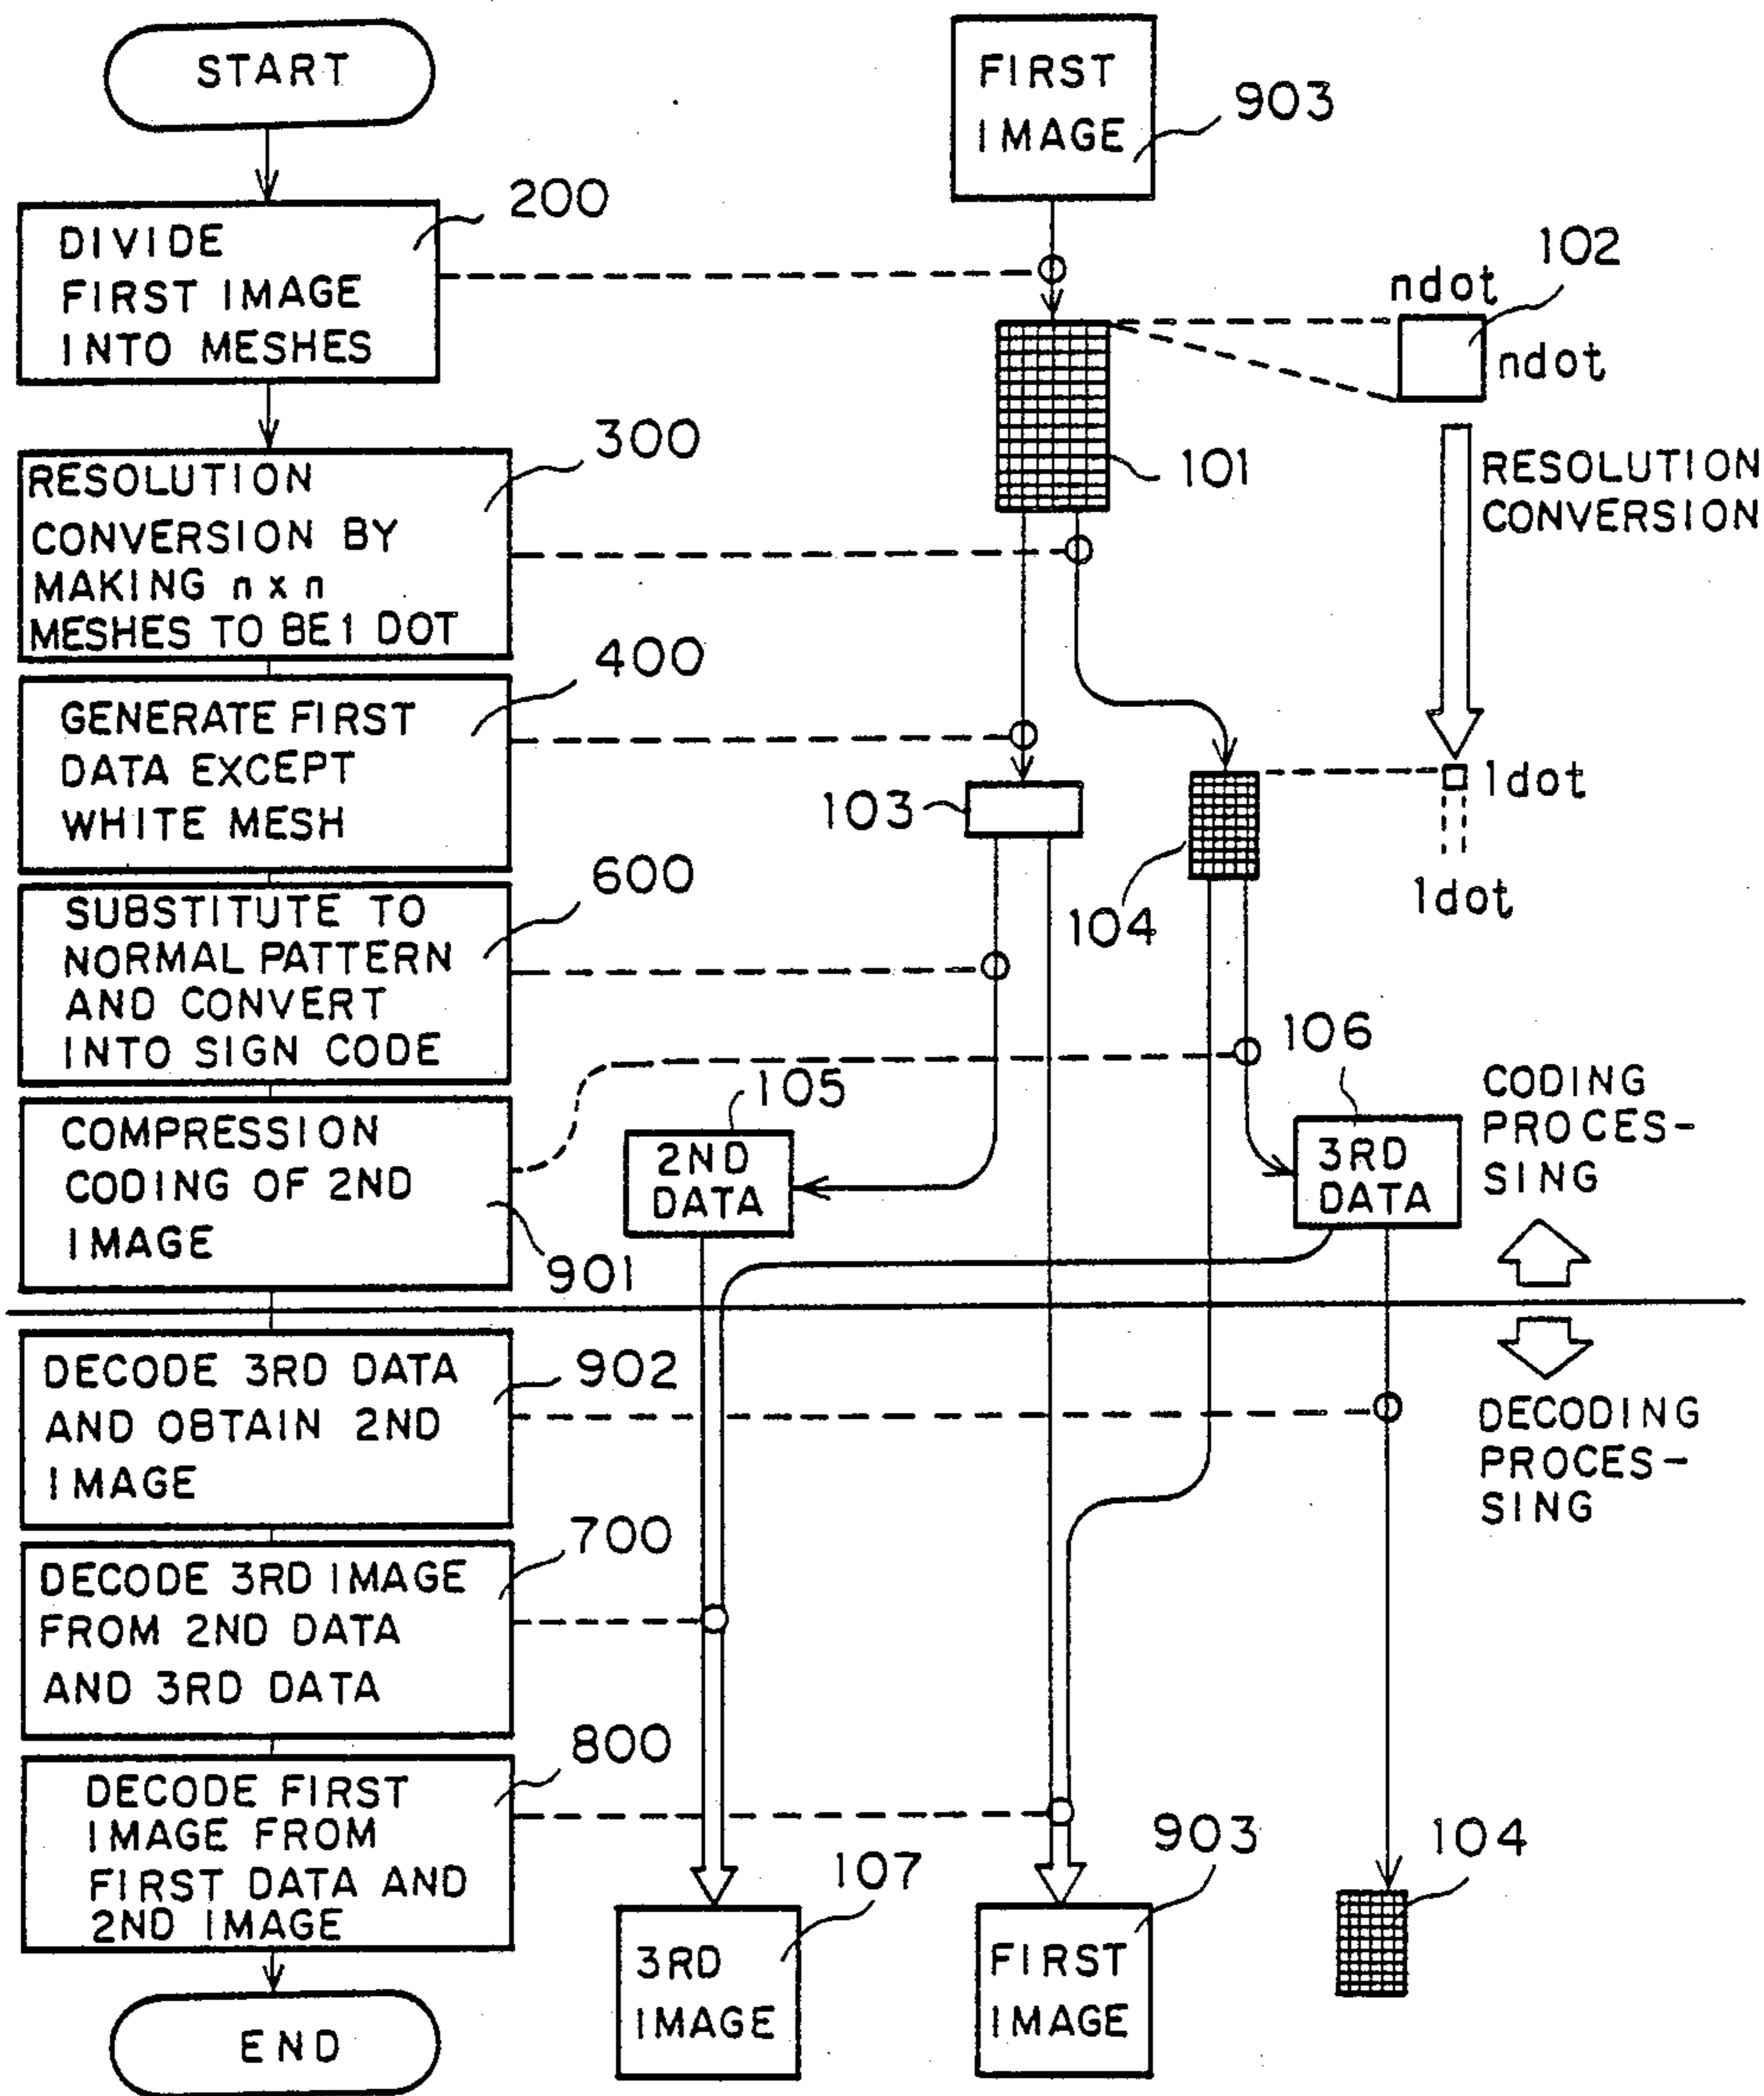 START
200
DIVIDE
FIRST IMAGE
INTO MESHES
300
RESOLUTION
CONVERSION BY
MAKING n x n
MESHES TO BE 1 DOT
400
GENERATE FIRST
DATA EXCEPT
WHITE MESH
600
SUBSTITUTE TO
NORMAL PATTERN
AND CONVERT
INTO SIGN CODE
COMPRESSION
CODING OF 2ND
IMAGE
901
DECODE 3RD DATA
AND OBTAIN 2ND
IMAGE
902
700
DECODE 3RD IMAGE
FROM 2ND DATA
AND 3RD DATA
800
DECODE FIRST
IMAGE FROM
FIRST DATA AND
2ND IMAGE
END
FIRST
IMAGE
903
102
ndot
ndot
101
RESOLUTION
CONVERSION
103
104
1dot
1dot
105
2ND
DATA
106
3RD
DATA
CODING
PROCES-
SING
DECODING
PROCES-
SING
107
3RD
IMAGE
903
FIRST
IMAGE
104